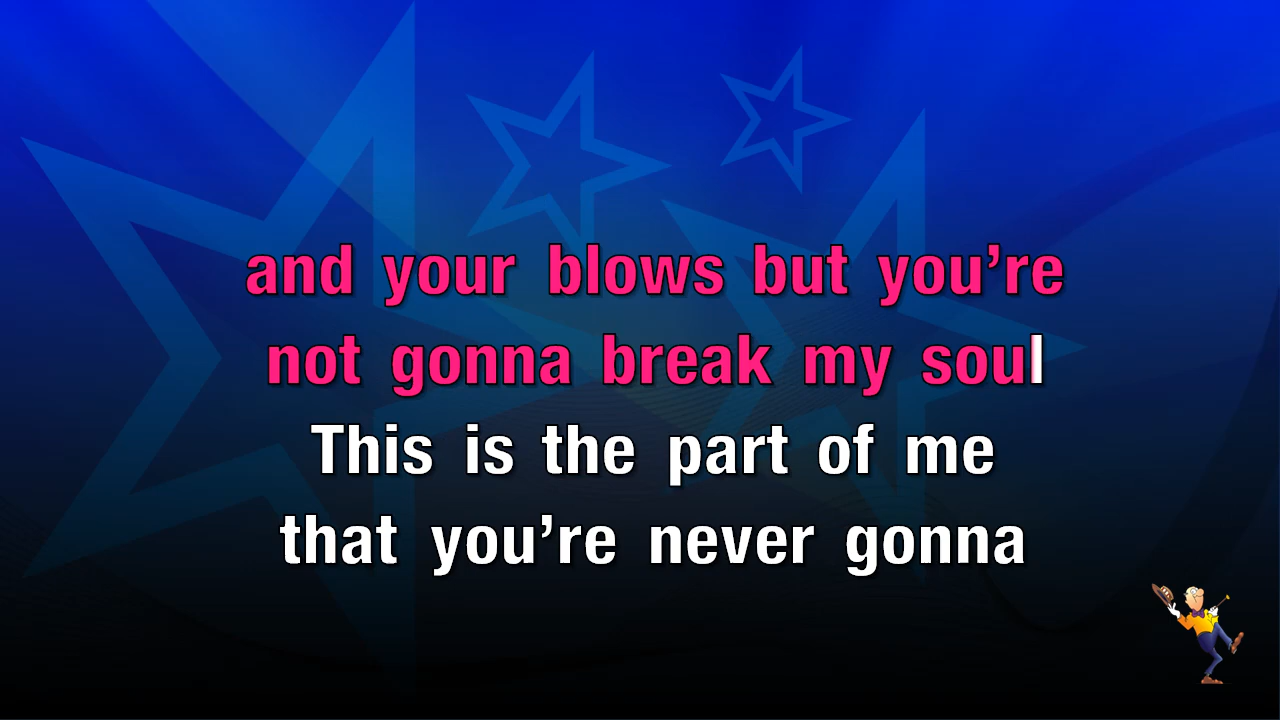 and your blows but you’re
not gonna break my soul
This is the part of me
that you’re never gonna